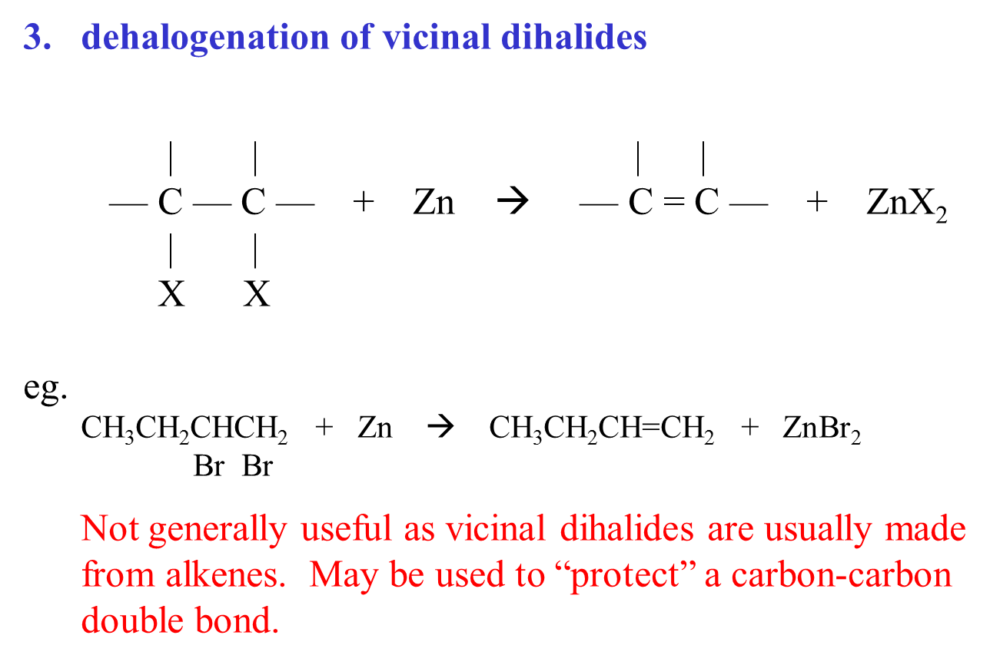 3. dehalogenation of vicinal dihalides
| | | |
— C — C — + Zn → — C = C — + ZnX₂
| |
X X
eg.
CH₃CH₂CHCH₂ + Zn → CH₃CH₂CH=CH₂ + ZnBr₂
Br Br
Not generally useful as vicinal dihalides are usually made
from alkenes. May be used to “protect” a carbon-carbon
double bond.